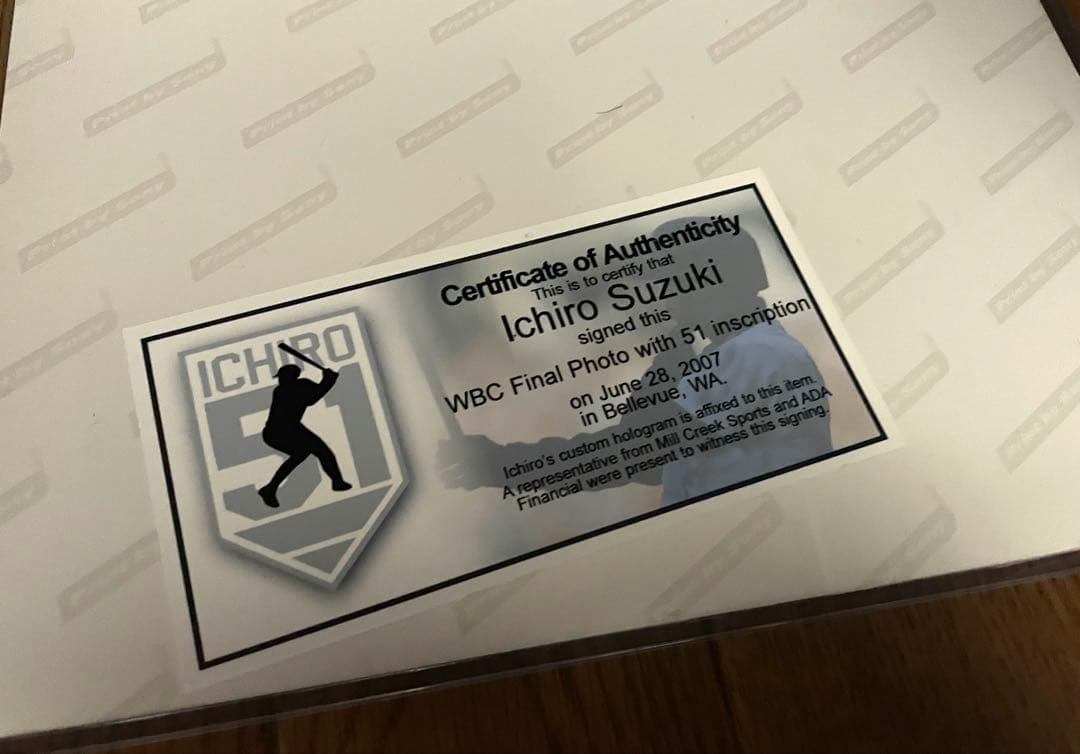 Certificate of Authenticity
This is to certify that
Ichiro Suzuki
signed this
WBC Final Photo with 51 inscription
on June 28, 2007
in Bellevue, WA.
Ichiro's custom hologram is affixed to this item.
A representative from Mill Creek Sports and ADA
Financial were present to witness this signing.
ICHIRO
51